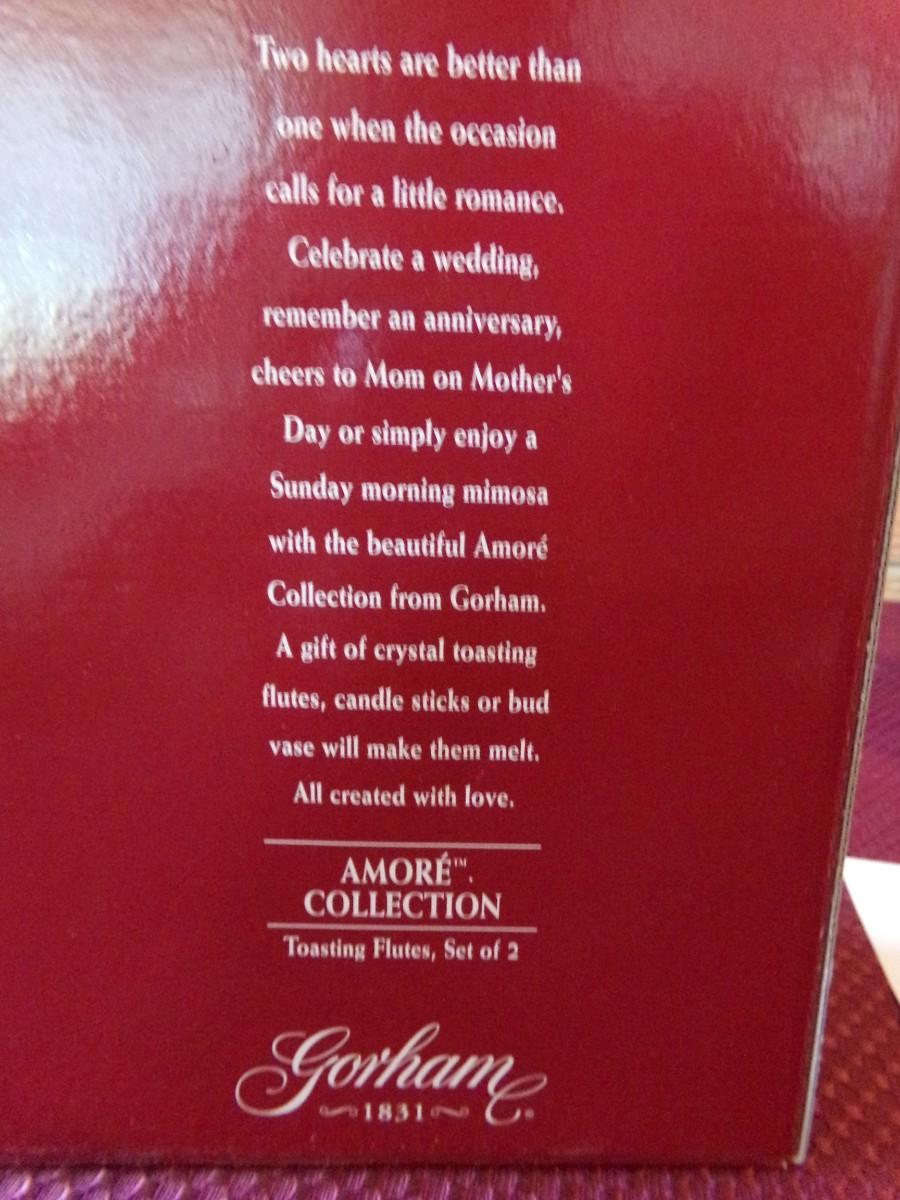 Two hearts are better than
one when the occasion
calls for a little romance.
Celebrate a wedding,
remember an anniversary,
cheers to Mom on Mother's
Day or simply enjoy a
Sunday morning mimosa
with the beautiful Amoré
Collection from Gorham.
A gift of crystal toasting
flutes, candle sticks or bud
vase will make them melt.
All created with love.
AMORÉ™.
COLLECTION
Toasting Flutes, Set of 2
Gorham®
1831